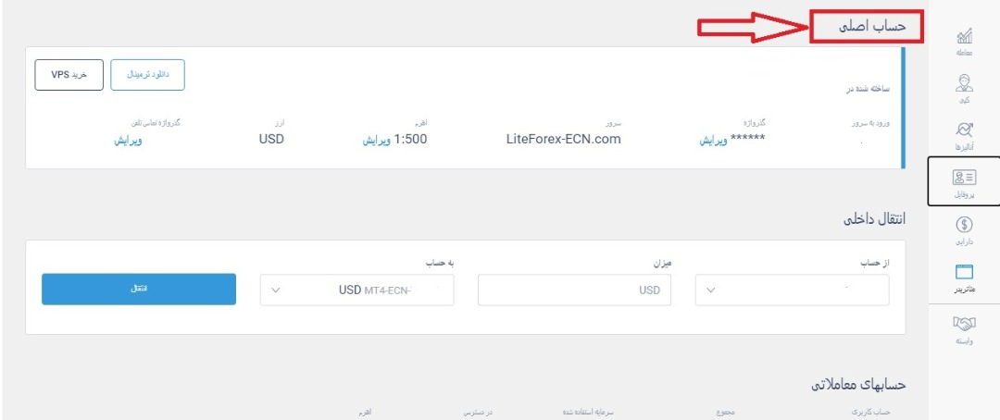 حساب اصلی
دانلود ترمینال
خرید VPS
ساخته شده در
ورود به سرور
گذرواژه
سرور
اهرم
ارز
گذرواژه تماس تلفن
****** ویرایش
LiteForex-ECN.com
1:500 ویرایش
USD
ویرایش
انتقال داخلی
از حساب
میزان
به حساب
USD
USD MT4-ECN-
انتقال
حسابهای معاملاتی
حساب کاربری
مجموع
سرمایه استفاده شده
در دسترس
اهرم
معامله
کپی
آنالیزها
پروفایل
دارایی
متاتریدر
وابسته